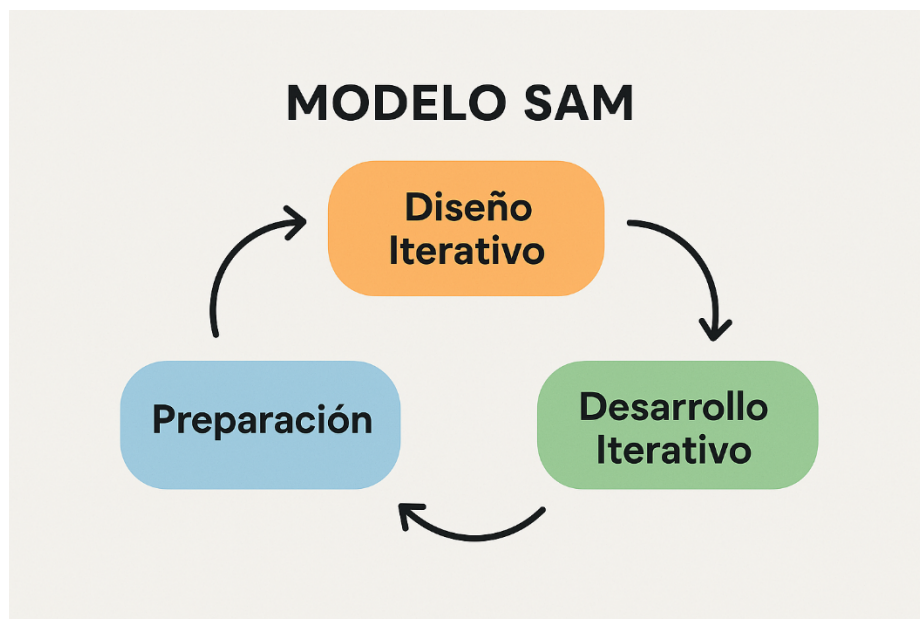 MODELO SAM
Diseño
Iterativo
Preparación
Desarrollo
Iterativo